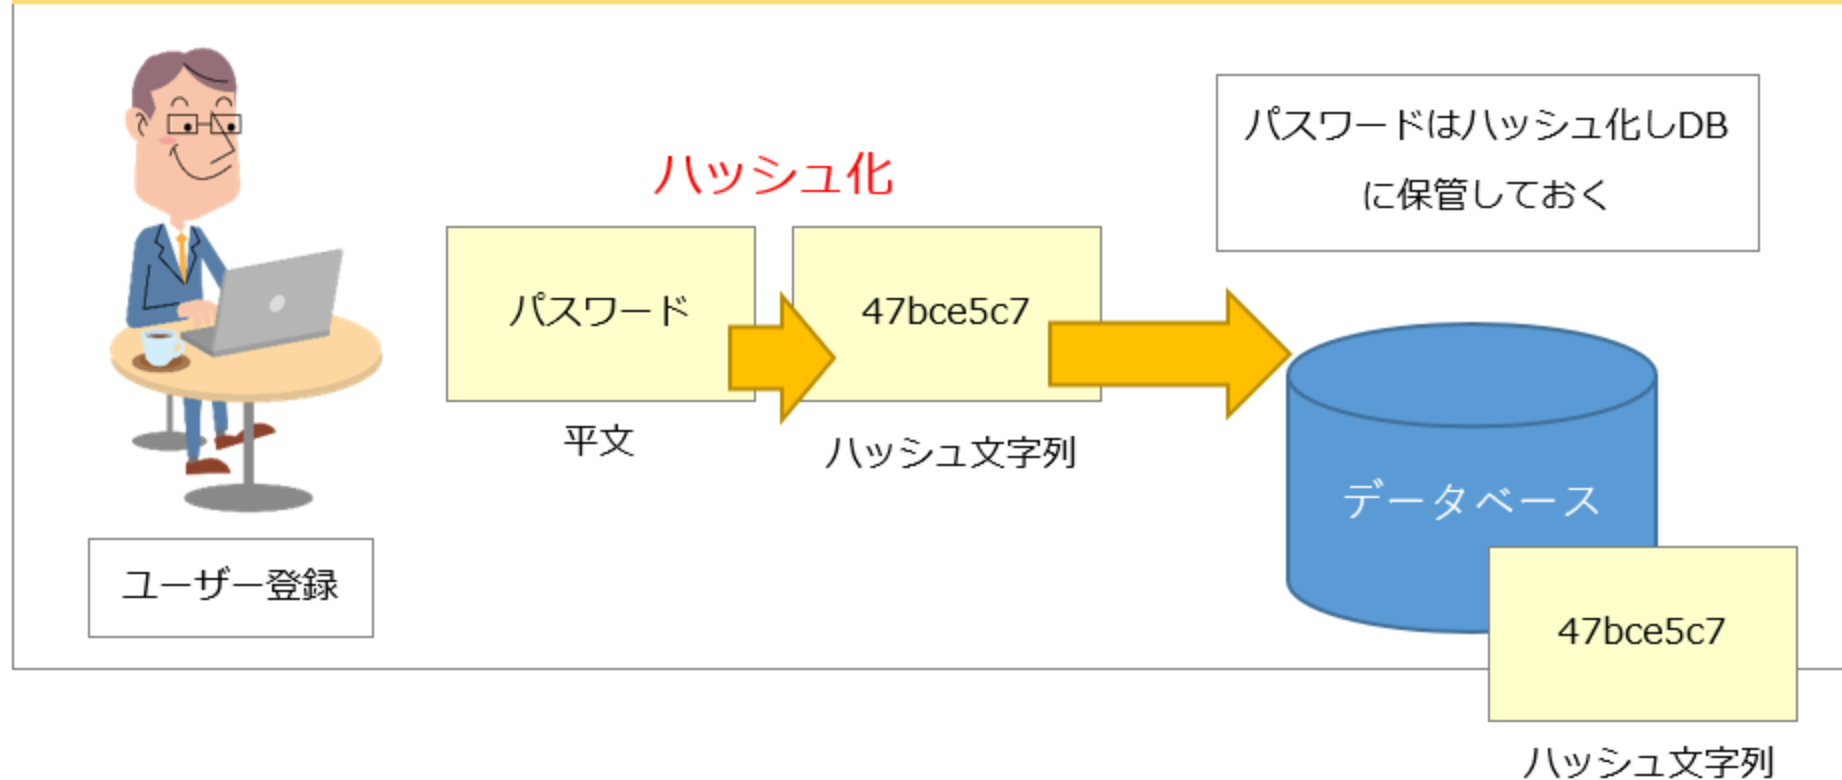 ハッシュ化
パスワードはハッシュ化しDB
に保管しておく
パスワード
47bce5c7
平文
ハッシュ文字列
データベース
ユーザー登録
47bce5c7
ハッシュ文字列